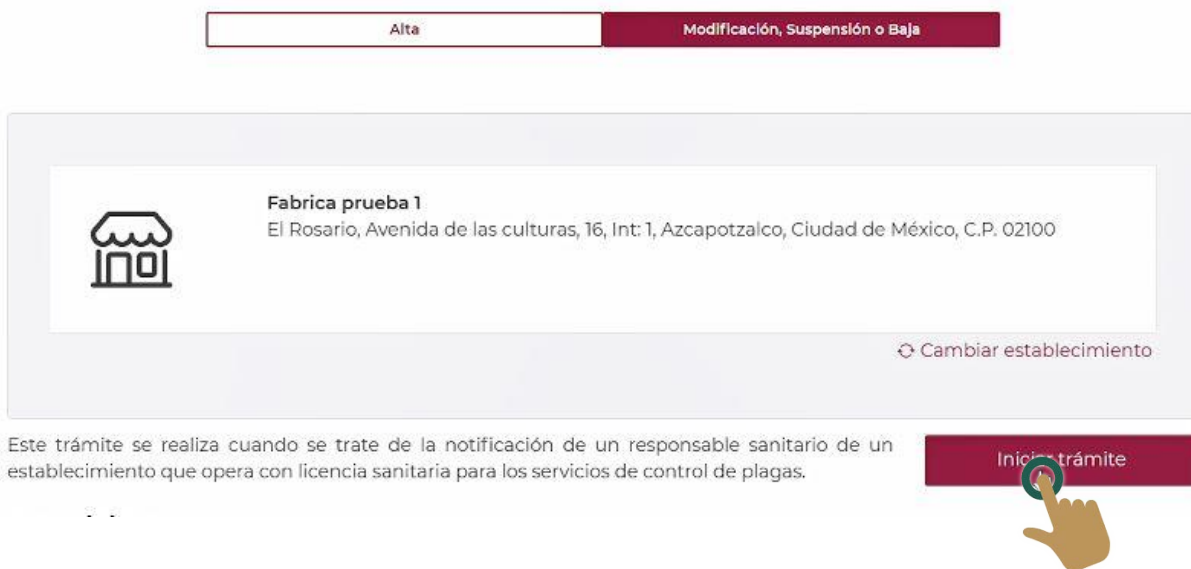 Alta
Modificación, Suspensión o Baja
Fabrica prueba 1
El Rosario, Avenida de las culturas, 16, Int: 1, Azcapotzalco, Ciudad de México, C.P. 02100
Cambiar establecimiento
Este trámite se realiza cuando se trate de la notificación de un responsable sanitario de un
establecimiento que opera con licencia sanitaria para los servicios de control de plagas.
Iniciar trámite